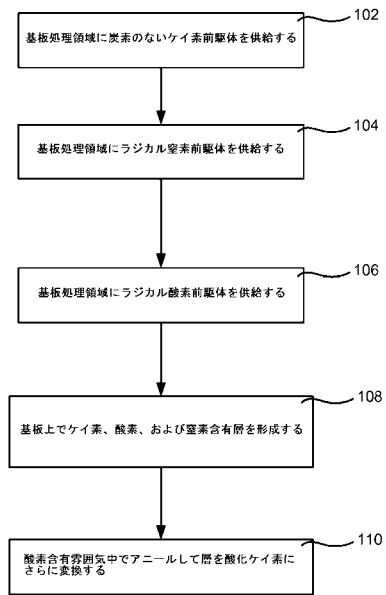 102
基板処理領域に炭素のないケイ素前駆体を供給する
104
基板処理領域にラジカル窒素前駆体を供給する
106
基板処理領域にラジカル酸素前駆体を供給する
108
基板上でケイ素、酸素、および窒素含有層を形成する
110
酸素含有雰囲気中でアニールして層を酸化ケイ素に
さらに変換する